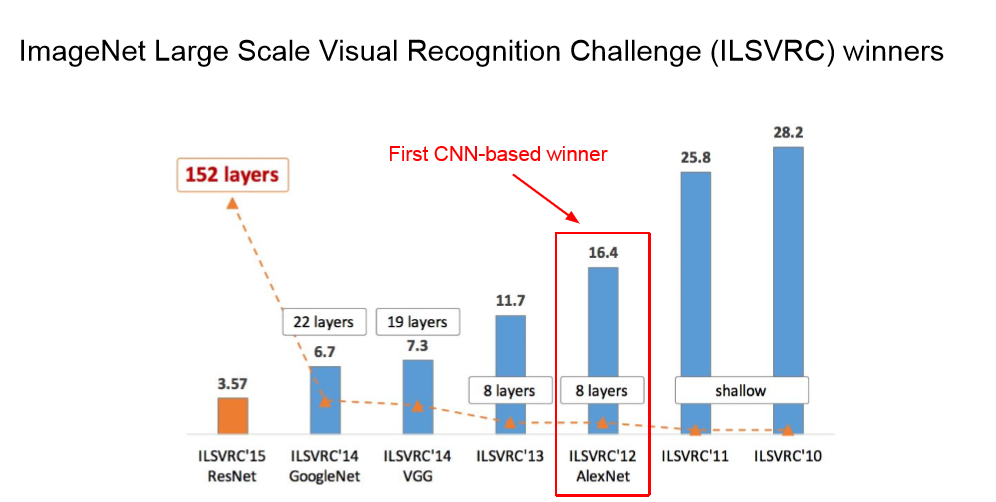 ImageNet Large Scale Visual Recognition Challenge (ILSVRC) winners
28.2
First CNN-based winner
25.8
152 layers
16.4
11.7
22 layers
19 layers
6.7
7.3
3.57
8 layers
8 layers
shallow
ILSVRC'15
ResNet
ILSVRC'14
GoogleNet
ILSVRC'14
VGG
ILSVRC'13
ILSVRC'12
AlexNet
ILSVRC'11
ILSVRC'10